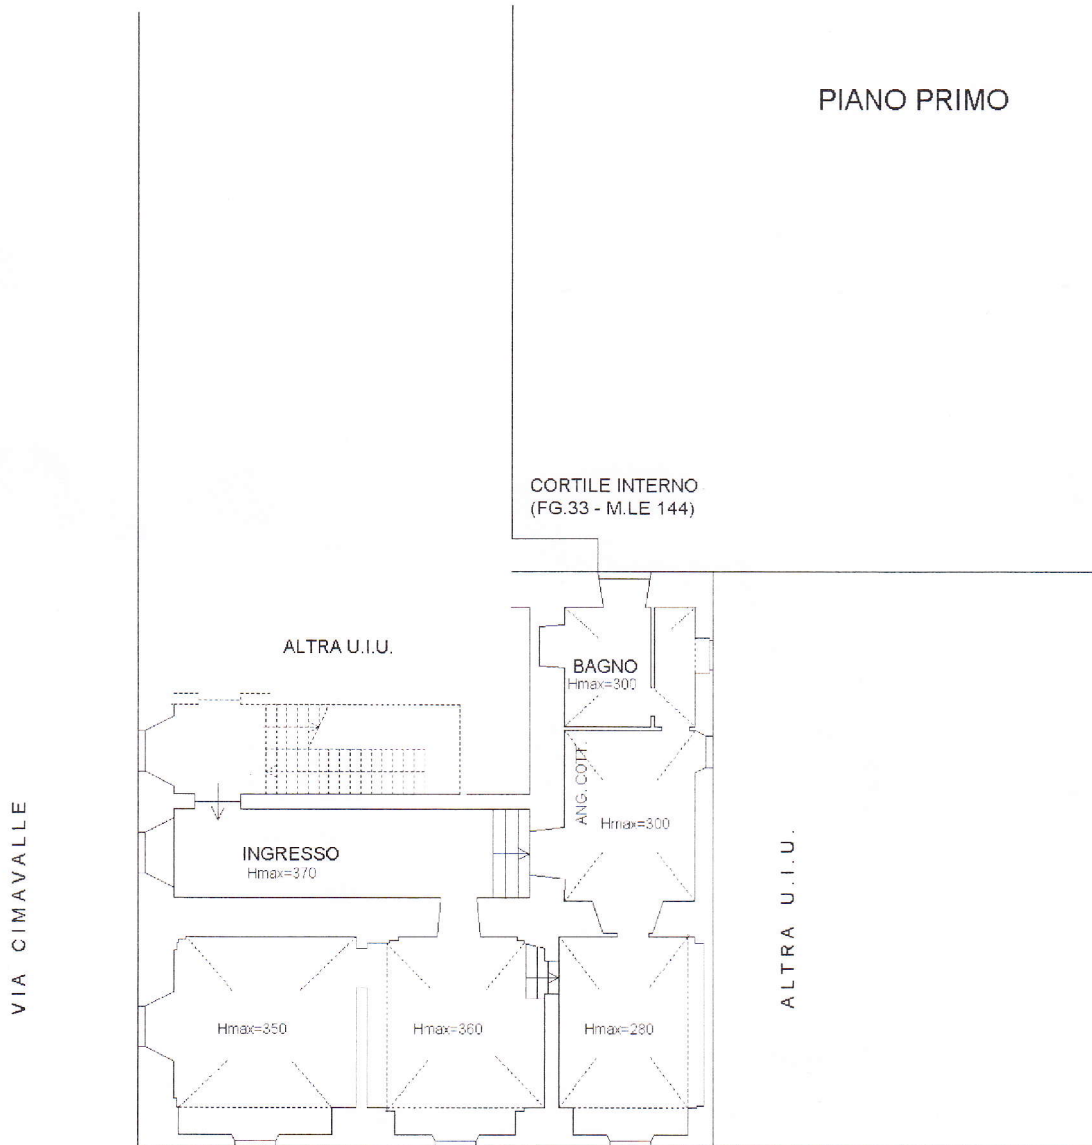 PIANO PRIMO
CORTILE INTERNO
(FG.33 - M.LE 144)
ALTRA U.I.U.
BAGNO
Hmax=300
ANG. COTT.
Hmax=300
INGRESSO
Hmax=370
VIA CIMAVALLE
ALTRA U.I.U.
Hmax=350
Hmax=360
Hmax=280